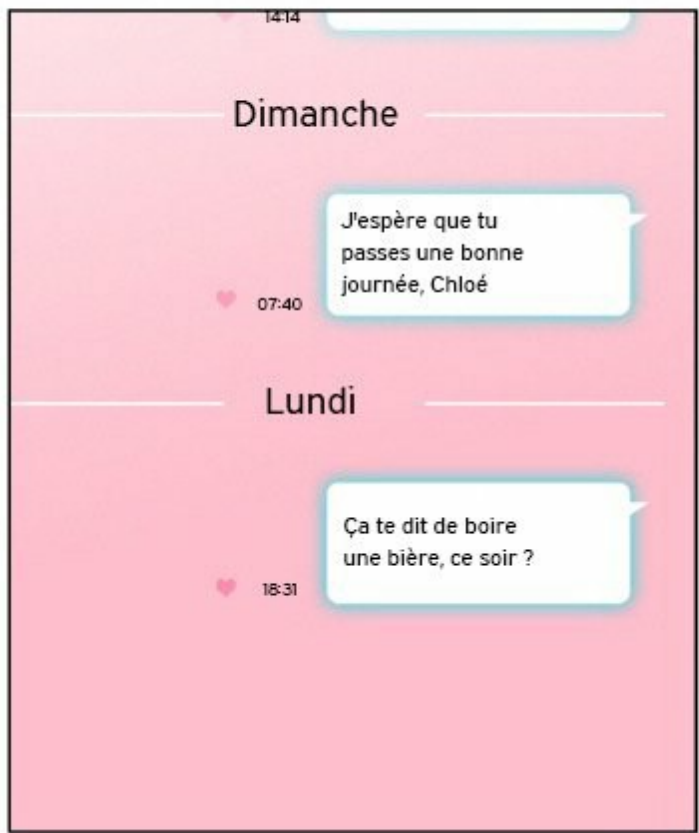 14:14
Dimanche
J'espère que tu
passes une bonne
journée, Chloé
07:40
Lundi
Ça te dit de boire
une bière, ce soir ?
18:31